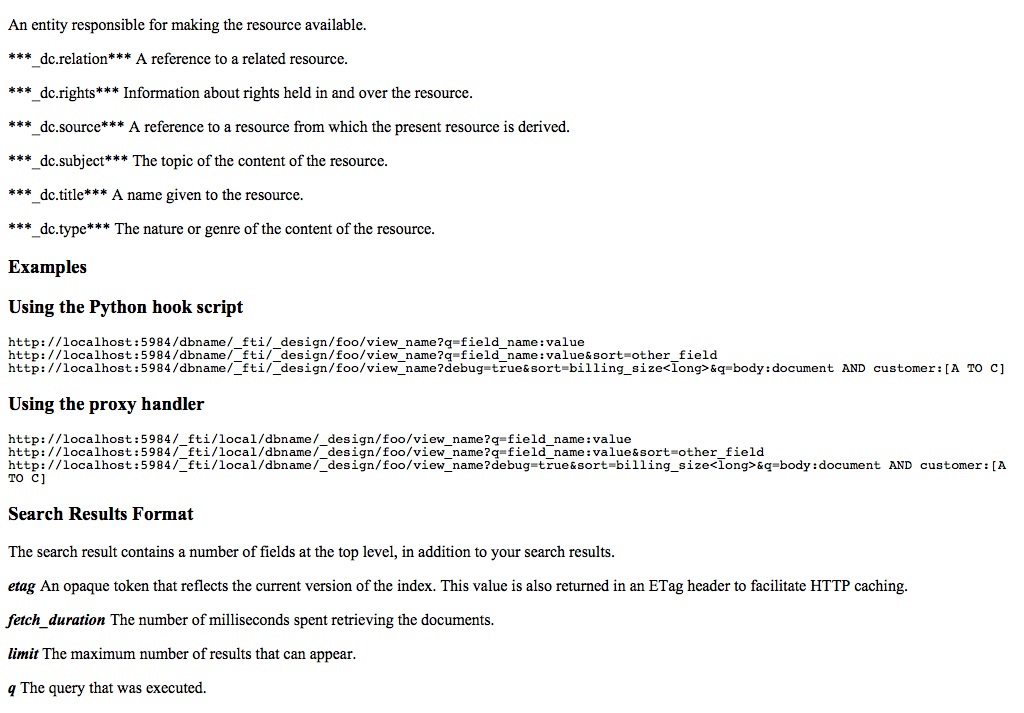 An entity responsible for making the resource available.
***_dc.relation*** A reference to a related resource.
***_dc.rights*** Information about rights held in and over the resource.
***_dc.source*** A reference to a resource from which the present resource is derived.
***_dc.subject*** The topic of the content of the resource.
***_dc.title*** A name given to the resource.
***_dc.type*** The nature or genre of the content of the resource.
Examples
Using the Python hook script
http://localhost:5984/dbname/_fti/_design/foo/view_name?q=field_name:value
http://localhost:5984/dbname/_fti/_design/foo/view_name?q=field_name:value&sort=other_field
http://localhost:5984/dbname/_fti/_design/foo/view_name?debug=true&sort=billing_size<long>&q=body:document AND customer:[A TO C]
Using the proxy handler
http://localhost:5984/_fti/local/dbname/_design/foo/view_name?q=field_name:value
http://localhost:5984/_fti/local/dbname/_design/foo/view_name?q=field_name:value&sort=other_field
http://localhost:5984/_fti/local/dbname/_design/foo/view_name?debug=true&sort=billing_size<long>&q=body:document AND customer:[A
TO C]
Search Results Format
The search result contains a number of fields at the top level, in addition to your search results.
etag An opaque token that reflects the current version of the index. This value is also returned in an ETag header to facilitate HTTP caching.
fetch_duration The number of milliseconds spent retrieving the documents.
limit The maximum number of results that can appear.
q The query that was executed.